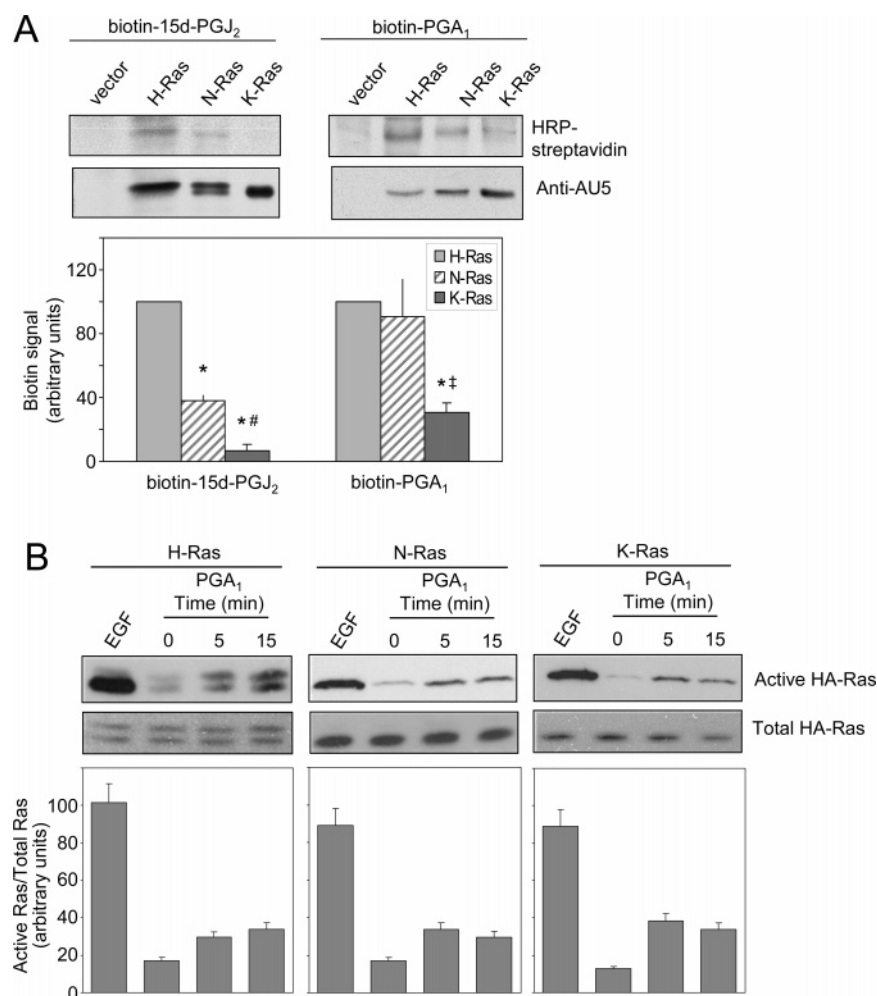 A
biotin-15d-PGJ₂
biotin-PGA₁
vector
H-Ras
N-Ras
K-Ras
vector
H-Ras
N-Ras
K-Ras
HRP-
streptavidin
Anti-AU5
Biotin signal
(arbitrary units)
120
80
40
0
H-Ras
N-Ras
K-Ras
*
*#
*‡
biotin-15d-PGJ₂
biotin-PGA₁
B
H-Ras
N-Ras
K-Ras
EGF
PGA₁
Time (min)
0 5 15
EGF
PGA₁
Time (min)
0 5 15
EGF
PGA₁
Time (min)
0 5 15
Active HA-Ras
Total HA-Ras
Active Ras/Total Ras
(arbitrary units)
100
80
60
40
20
0